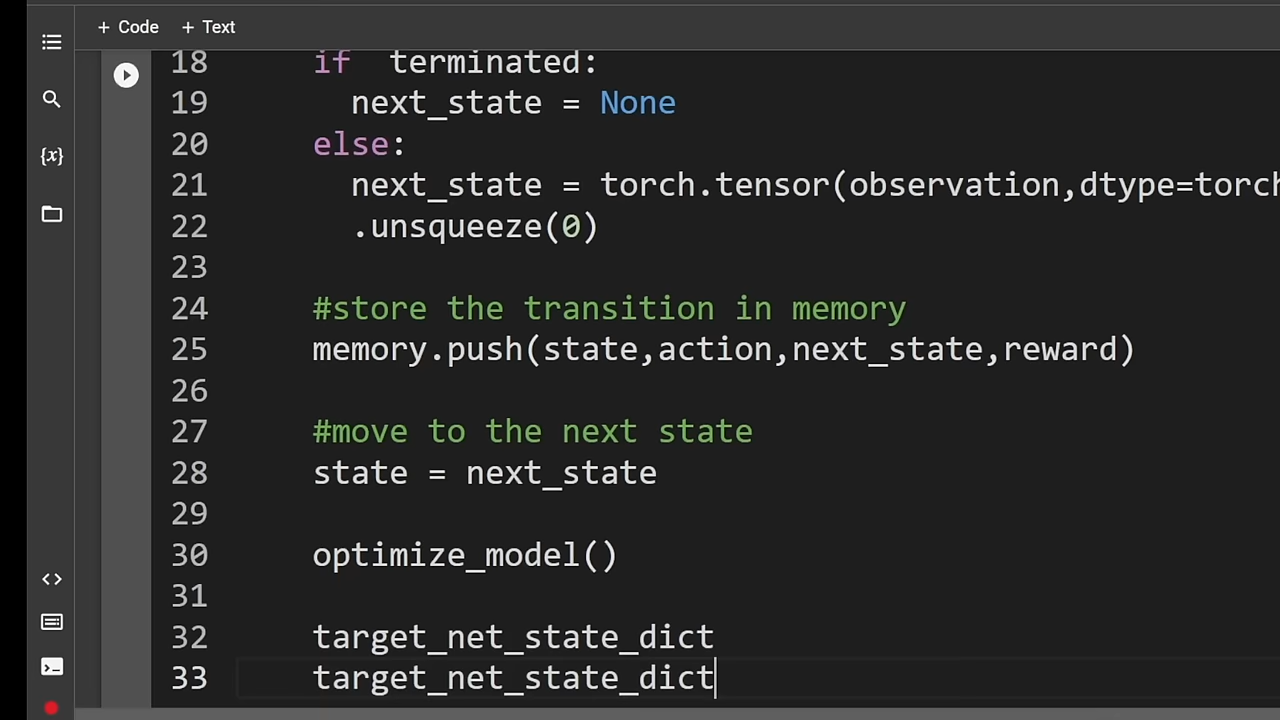 + Code + Text
18 if terminated:
19 next_state = None
20 else:
21 next_state = torch.tensor(observation,dtype=torch
22 .unsqueeze(0)
23
24 #store the transition in memory
25 memory.push(state,action,next_state,reward)
26
27 #move to the next state
28 state = next_state
29
30 optimize_model()
31
32 target_net_state_dict
33 target_net_state_dict
{x}